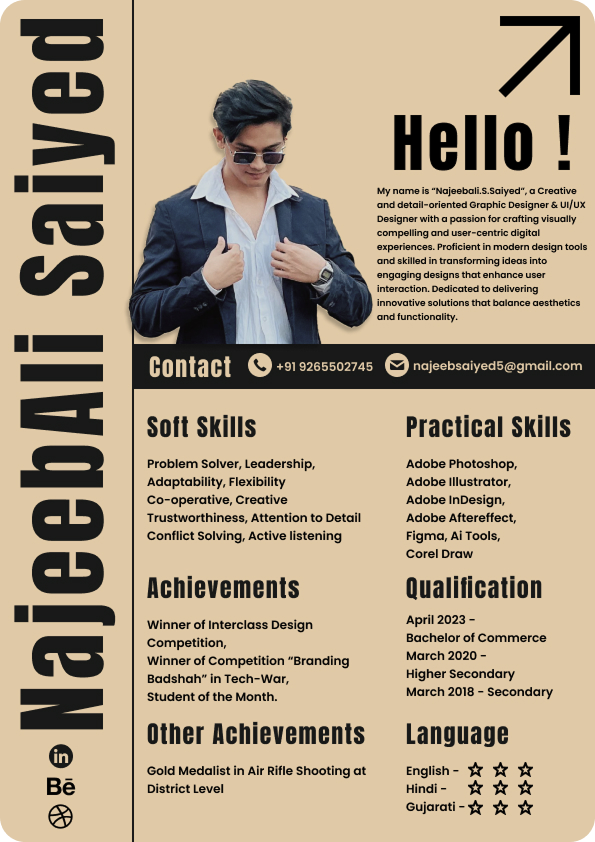 NajeebAli Saiyed
Hello !
My name is “Najeebali.S.Saiyed”, a Creative
and detail-oriented Graphic Designer & UI/UX
Designer with a passion for crafting visually
compelling and user-centric digital
experiences. Proficient in modern design tools
and skilled in transforming ideas into
engaging designs that enhance user
interaction. Dedicated to delivering
innovative solutions that balance aesthetics
and functionality.
Contact +91 9265502745 najeebsaiyed5@gmail.com
Soft Skills
Problem Solver, Leadership,
Adaptability, Flexibility
Co-operative, Creative
Trustworthiness, Attention to Detail
Conflict Solving, Active listening
Practical Skills
Adobe Photoshop,
Adobe Illustrator,
Adobe InDesign,
Adobe Aftereffect,
Figma, Ai Tools,
Corel Draw
Achievements
Winner of Interclass Design
Competition,
Winner of Competition “Branding
Badshah” in Tech-War,
Student of the Month.
Qualification
April 2023 -
Bachelor of Commerce
March 2020 -
Higher Secondary
March 2018 - Secondary
Other Achievements
Gold Medalist in Air Rifle Shooting at
District Level
Language
English -
Hindi -
Gujarati -
in
Bē